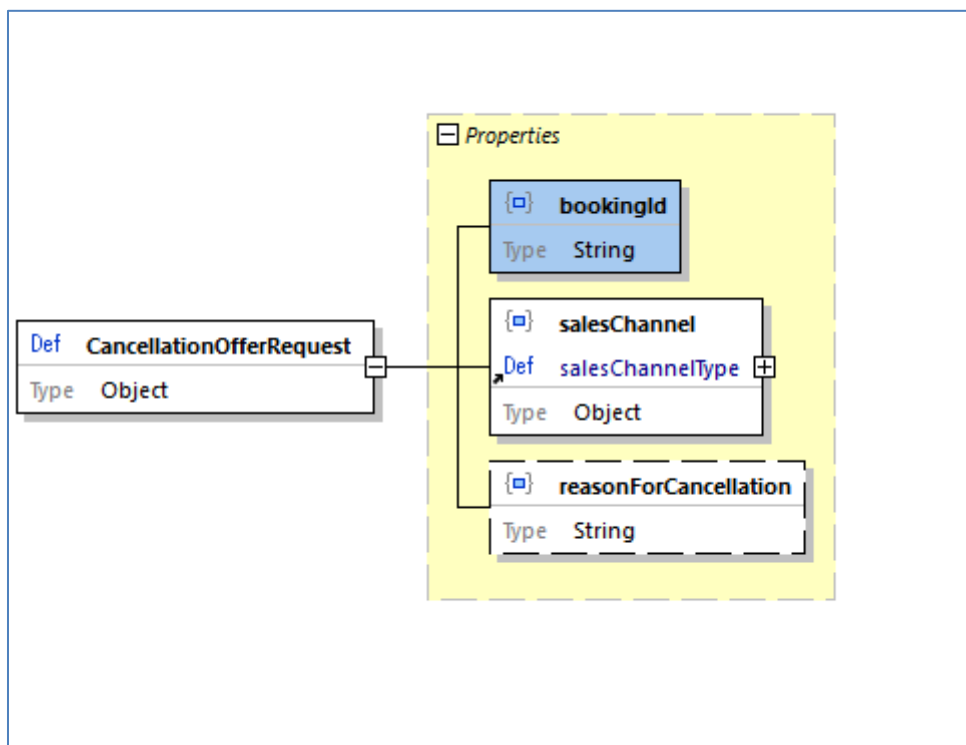 Properties
bookingId
Type String
salesChannel
Def CancellationOfferRequest
Def salesChannelType
Type Object
Type Object
reasonForCancellation
Type String